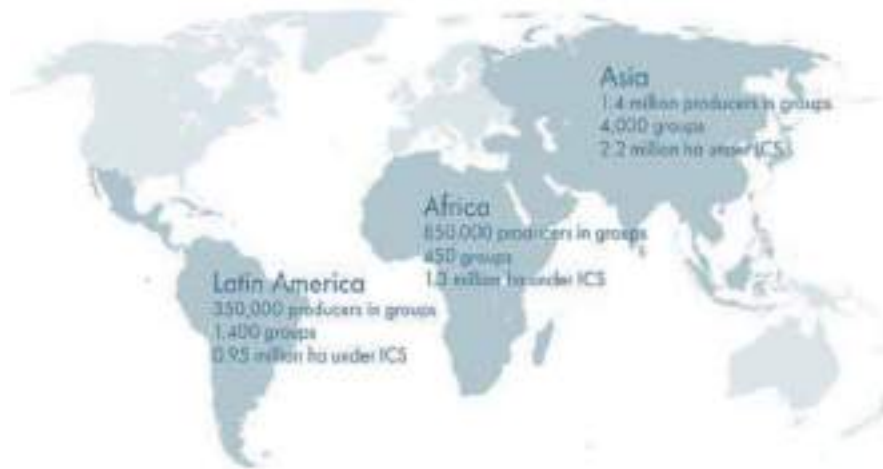 Asia
1.4 million producers in groups
4,000 groups
2.2 million ha under ICS
Africa
850,000 producers in groups
450 groups
1.3 million ha under ICS
Latin America
350,000 producers in groups
1,400 groups
0.95 million ha under ICS